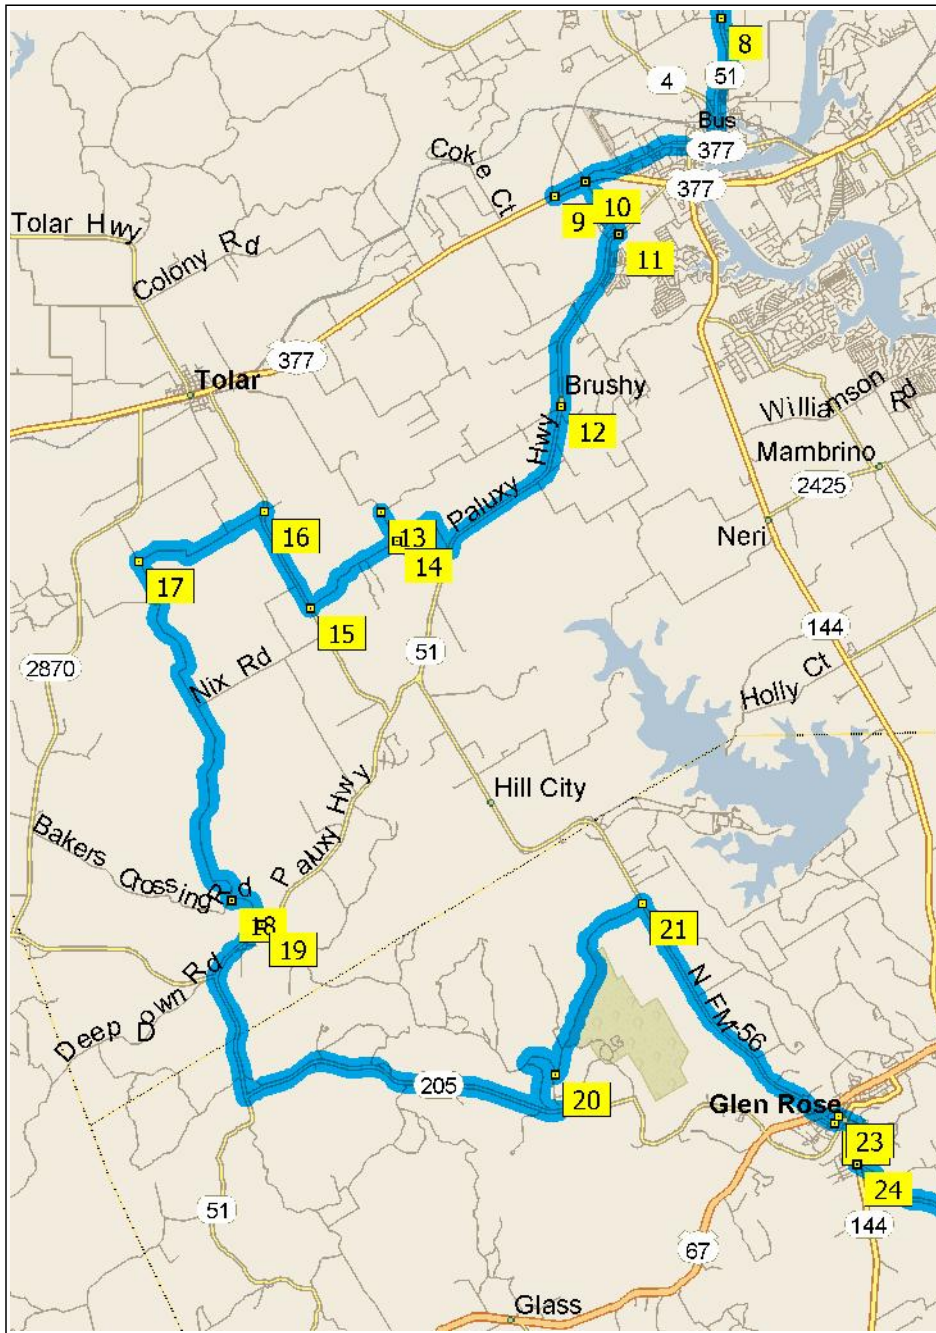 8
4
51
Bus
377
377
Coke Ct
9
10
11
Tolar Hwy
Colony Rd
377
Tolar
Brushy
12
Williamson Rd
Mambrino
2425
Paluxy Hwy
Neri
13
14
16
17
15
144
51
2870
Nix Rd
Holly Ct
Hill City
Paluxy Hwy
Bakers Crossing Rd
18
19
21
Deep Down Rd
N FM-56
205
20
Glen Rose
23
24
51
144
67
Glass